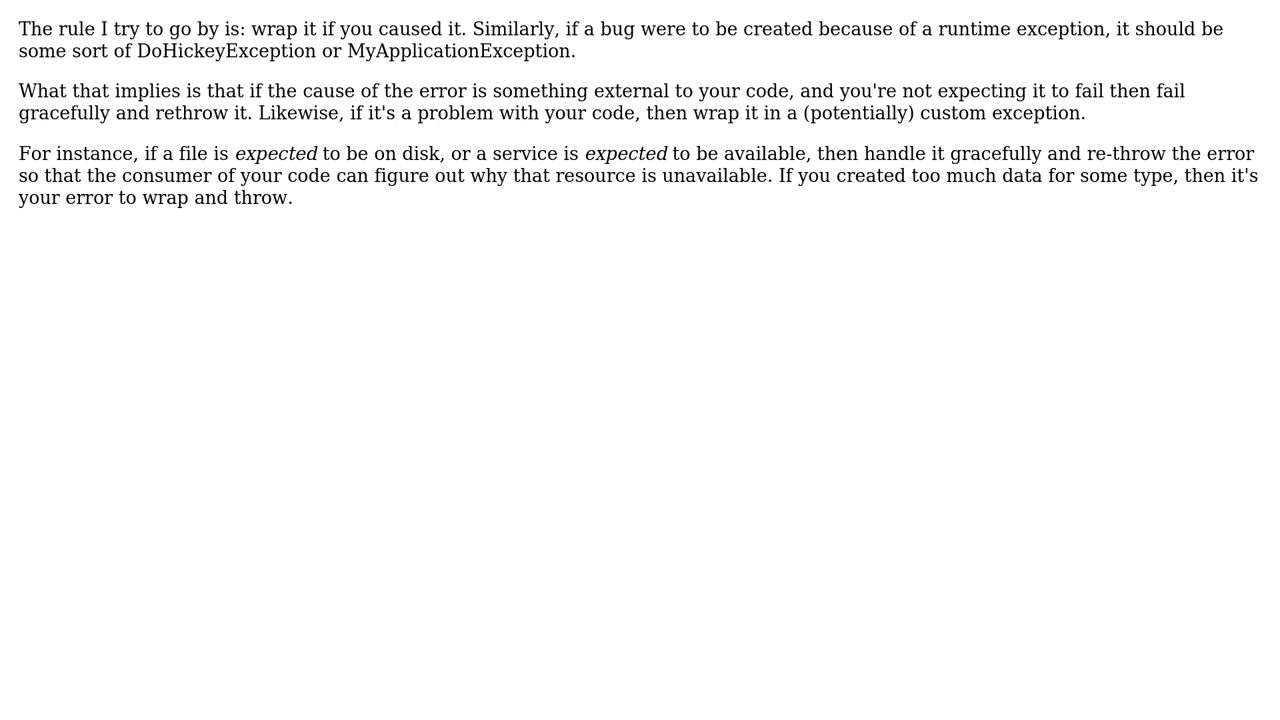 The rule I try to go by is: wrap it if you caused it. Similarly, if a bug were to be created because of a runtime exception, it should be
some sort of DoHickeyException or MyApplicationException.
What that implies is that if the cause of the error is something external to your code, and you're not expecting it to fail then fail
gracefully and rethrow it. Likewise, if it's a problem with your code, then wrap it in a (potentially) custom exception.
For instance, if a file is expected to be on disk, or a service is expected to be available, then handle it gracefully and re-throw the error
so that the consumer of your code can figure out why that resource is unavailable. If you created too much data for some type, then it's
your error to wrap and throw.